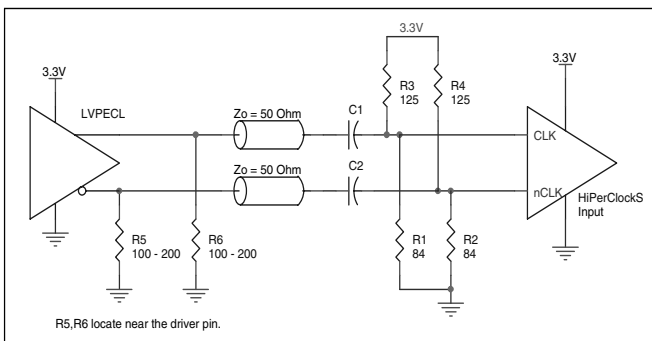 3.3V
3.3V
3.3V
LVPECL
R3
125
R4
125
Zo = 50 Ohm
C1
CLK
Zo = 50 Ohm
C2
nCLK
HiPerClockS
Input
R5
100 - 200
R6
100 - 200
R1
84
R2
84
R5,R6 locate near the driver pin.